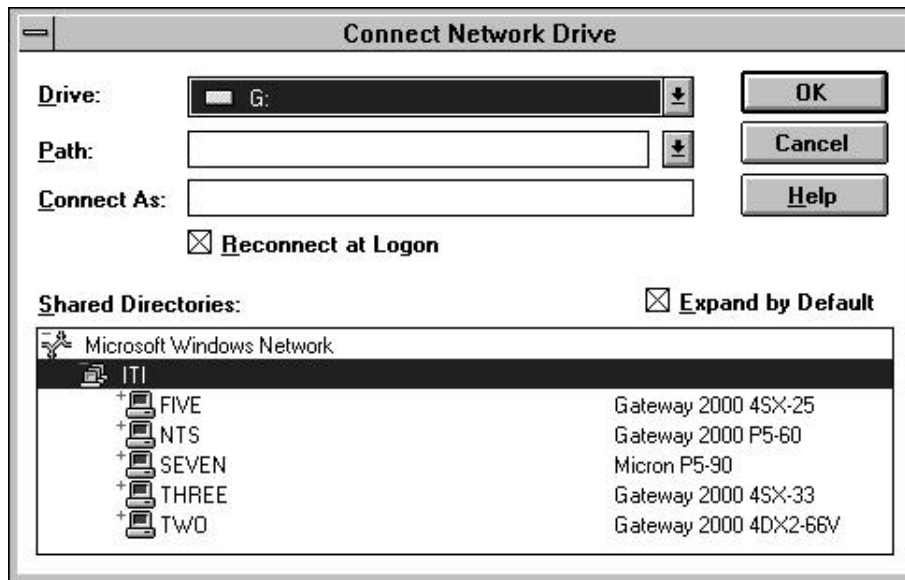 Connect Network Drive
Drive: G: OK
Path: Cancel
Connect As: Help
Reconnect at Logon
Shared Directories: Expand by Default
Microsoft Windows Network
ITI
FIVE Gateway 2000 4SX-25
NTS Gateway 2000 P5-60
SEVEN Micron P5-90
THREE Gateway 2000 4SX-33
TWO Gateway 2000 4DX2-66V